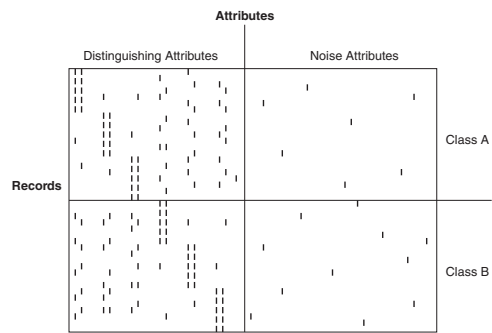 Attributes
Distinguishing Attributes
Noise Attributes
Class A
Records
Class B